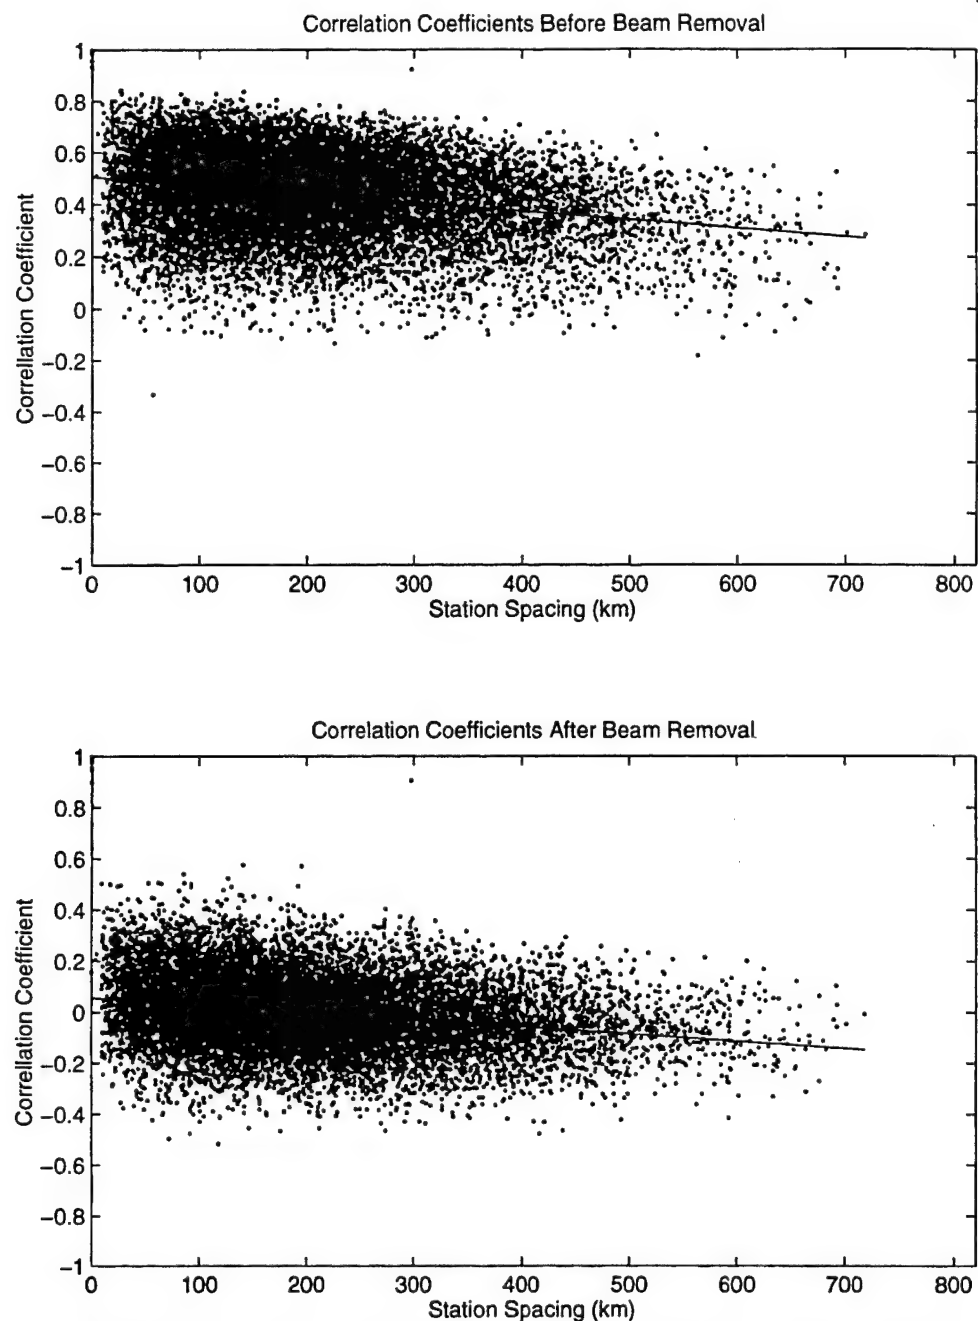 Correlation Coefficients Before Beam Removal
1
0.8
0.6
0.4
0.2
0
−0.2
−0.4
−0.6
−0.8
−1
Correllation Coefficient
0 100 200 300 400 500 600 700 800
Station Spacing (km)
Correlation Coefficients After Beam Removal
1
0.8
0.6
0.4
0.2
0
−0.2
−0.4
−0.6
−0.8
−1
Correllation Coefficient
0 100 200 300 400 500 600 700 800
Station Spacing (km)